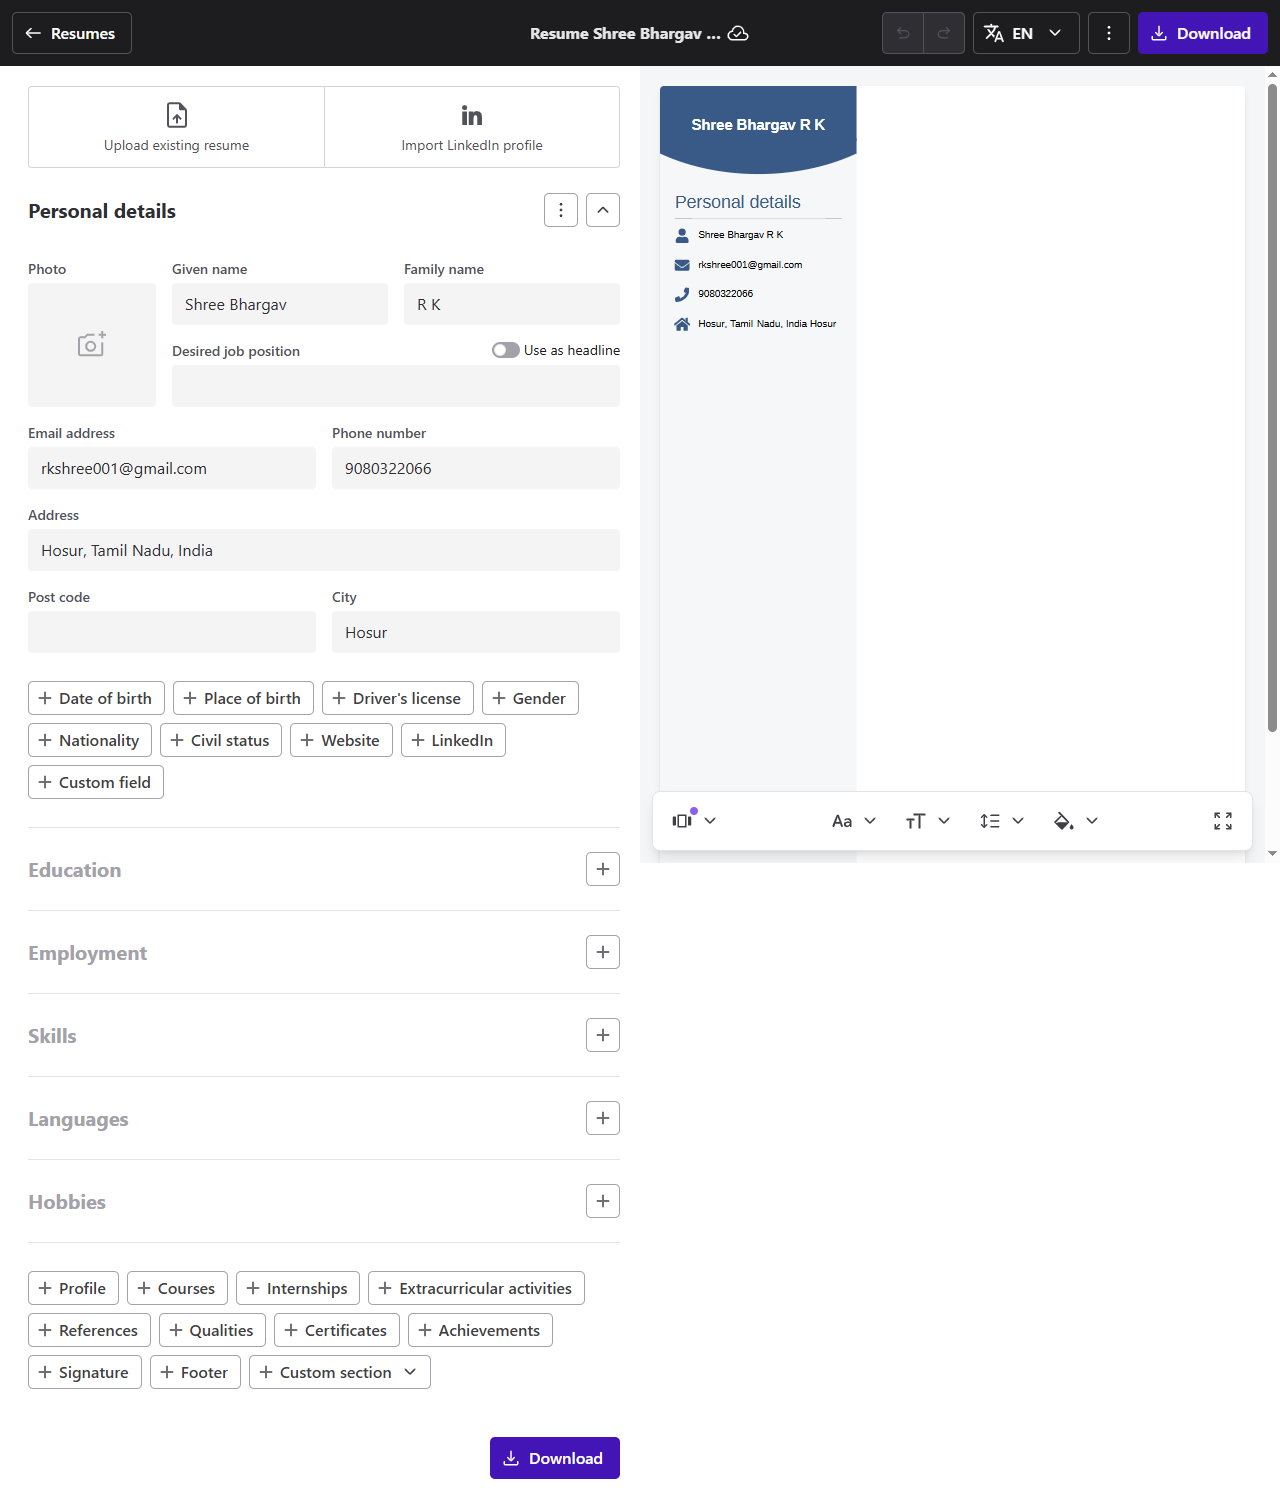 Resumes
Resume Shree Bhargav ...
EN
Download
Upload existing resume
Import LinkedIn profile
Personal details
Photo
Given name
Family name
Shree Bhargav
R K
Desired job position
Use as headline
Email address
Phone number
rkshree001@gmail.com
9080322066
Address
Hosur, Tamil Nadu, India
Post code
City
Hosur
Date of birth
Place of birth
Driver's license
Gender
Nationality
Civil status
Website
LinkedIn
Custom field
Education
Employment
Skills
Languages
Hobbies
Profile
Courses
Internships
Extracurricular activities
References
Qualities
Certificates
Achievements
Signature
Footer
Custom section
Download
Shree Bhargav R K
Personal details
Shree Bhargav R K
rkshree001@gmail.com
9080322066
Hosur, Tamil Nadu, India Hosur
Aa
TT